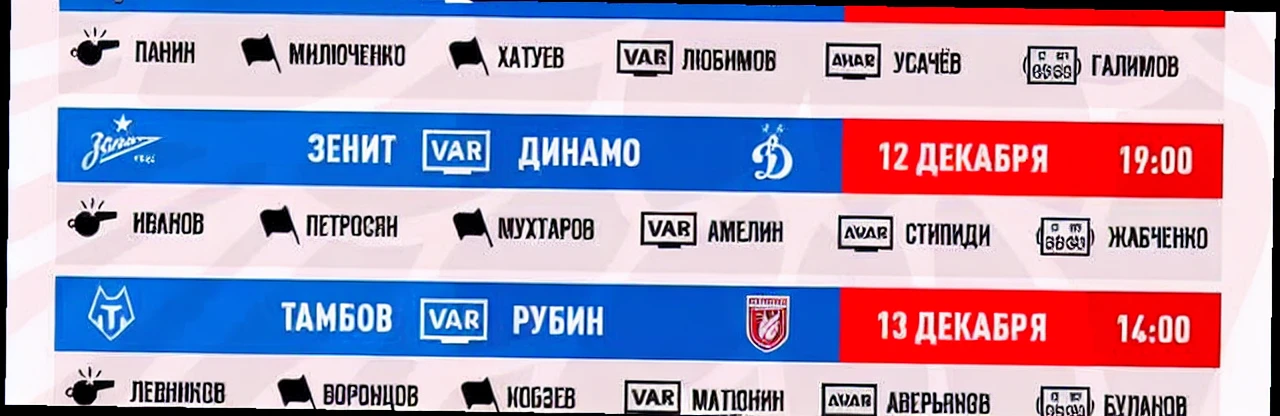 ПАНИН МИЛЮЧЕНКО ХАТУЕВ VAR ЛЮБИМОВ AVAR УСАЧЁВ ГАЛИМОВ
ЗЕНИТ VAR ДИНАМО 12 ДЕКАБРЯ 19:00
ИВАНОВ ПЕТРОСЯН МУХТАРОВ VAR АМЕЛИН AVAR СТИПИДИ ЖАБЧЕНКО
ТАМБОВ VAR РУБИН 13 ДЕКАБРЯ 14:00
ЛЕВНИКОВ ВОРОНЦОВ КОБЗЕВ VAR МАТЮНИН AVAR АВЕРЬЯНОВ БУЛАНОВ